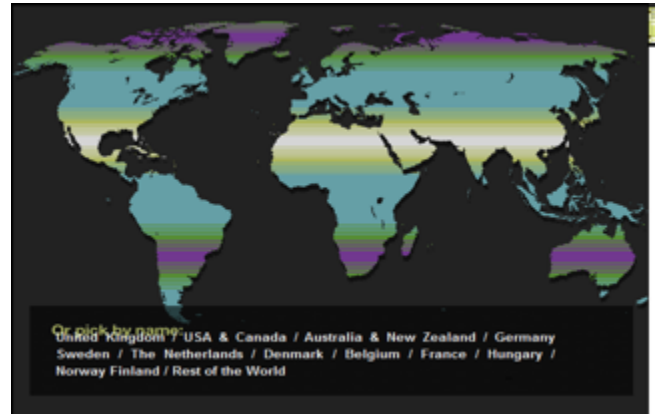 Or pick by name:
United Kingdom / USA & Canada / Australia & New Zealand / Germany
Sweden / The Netherlands / Denmark / Belgium / France / Hungary /
Norway Finland / Rest of the World